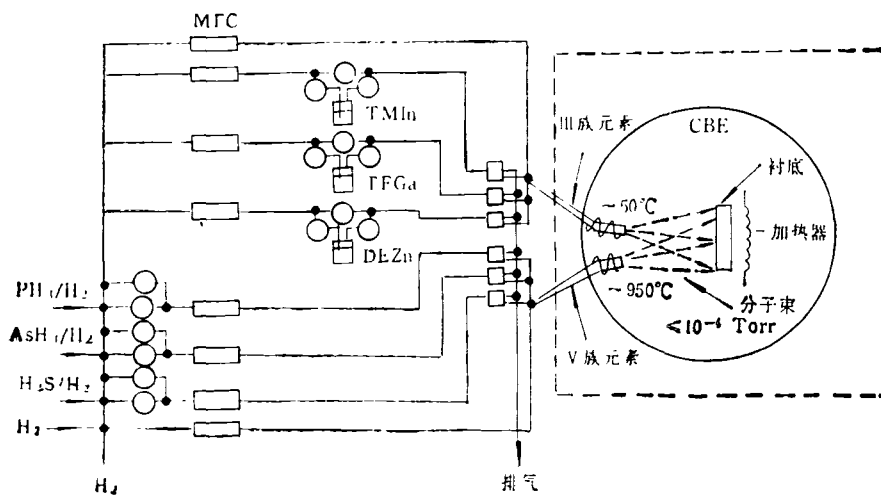 MFC
TMIn
TEGa
DEZn
PH₃/H₂
AsH₃/H₂
H₂S/H₂
H₂
H₂
排气
III族元素
CBE
衬底
~50°C
加热器
~950°C
分子束
≤10⁻⁴ Torr
V族元素